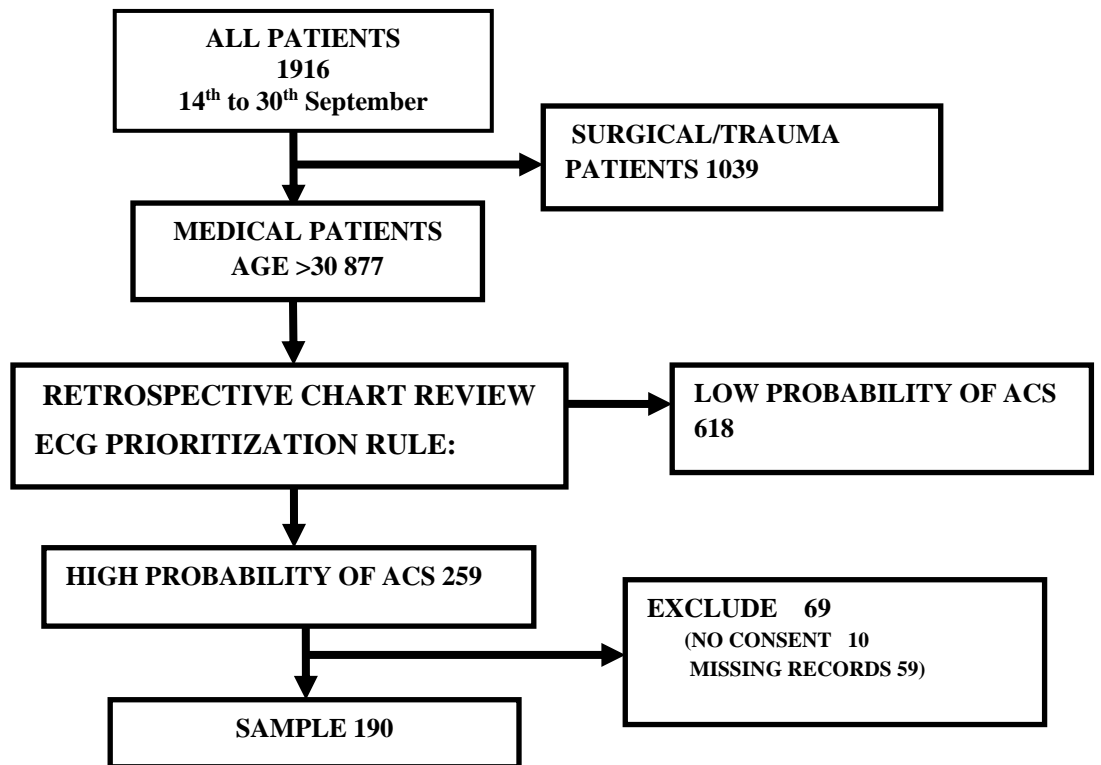 ALL PATIENTS
1916
14th to 30th September
SURGICAL/TRAUMA
PATIENTS 1039
MEDICAL PATIENTS
AGE >30 877
RETROSPECTIVE CHART REVIEW
ECG PRIORITIZATION RULE:
LOW PROBABILITY OF ACS
618
HIGH PROBABILITY OF ACS 259
EXCLUDE 69
(NO CONSENT 10
MISSING RECORDS 59)
SAMPLE 190